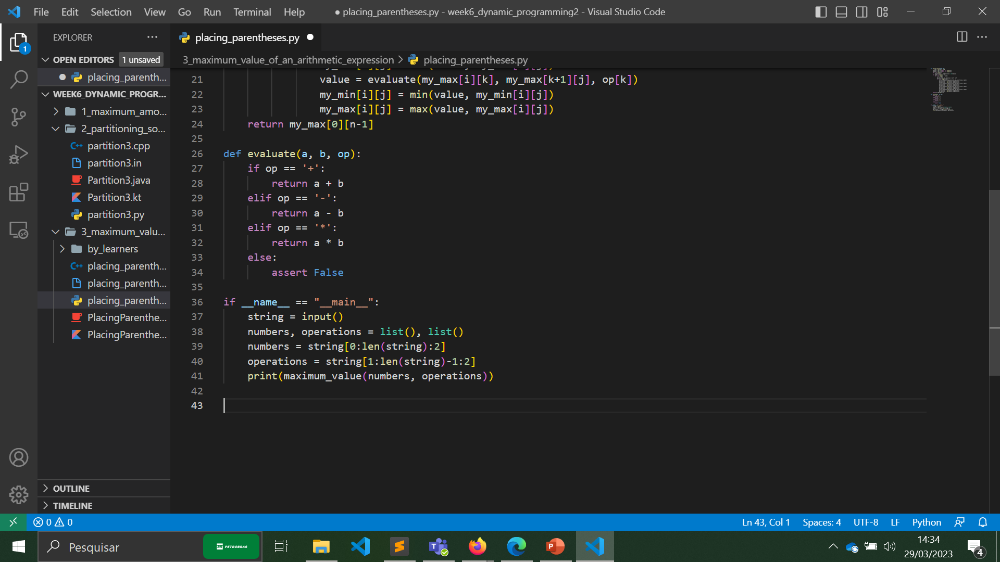 File Edit Selection View Go Run Terminal Help
● placing_parentheses.py - week6_dynamic_programming2 - Visual Studio Code
EXPLORER
1
OPEN EDITORS 1 unsaved
placing_parenth...
WEEK6_DYNAMIC_PROGR...
1_maximum_amo...
2_partitioning_so...
partition3.cpp
partition3.in
Partition3.java
Partition3.kt
partition3.py
3_maximum_valu...
by_learners
placing_parenth...
placing_parenth...
placing_parenth...
PlacingParenthe...
PlacingParenthe...
OUTLINE
TIMELINE
placing_parentheses.py
3_maximum_value_of_an_arithmetic_expression > placing_parentheses.py
21 value = evaluate(my_max[i][k], my_max[k+1][j], op[k])
22 my_min[i][j] = min(value, my_min[i][j])
23 my_max[i][j] = max(value, my_max[i][j])
24 return my_max[0][n-1]
25
26 def evaluate(a, b, op):
27 if op == '+':
28 return a + b
29 elif op == '-':
30 return a - b
31 elif op == '*':
32 return a * b
33 else:
34 assert False
35
36 if __name__ == "__main__":
37 string = input()
38 numbers, operations = list(), list()
39 numbers = string[0:len(string):2]
40 operations = string[1:len(string)-1:2]
41 print(maximum_value(numbers, operations))
42
43
0 0
Ln 43, Col 1 Spaces: 4 UTF-8 LF Python
Pesquisar
BR PETROBRAS
14:34
29/03/2023
4